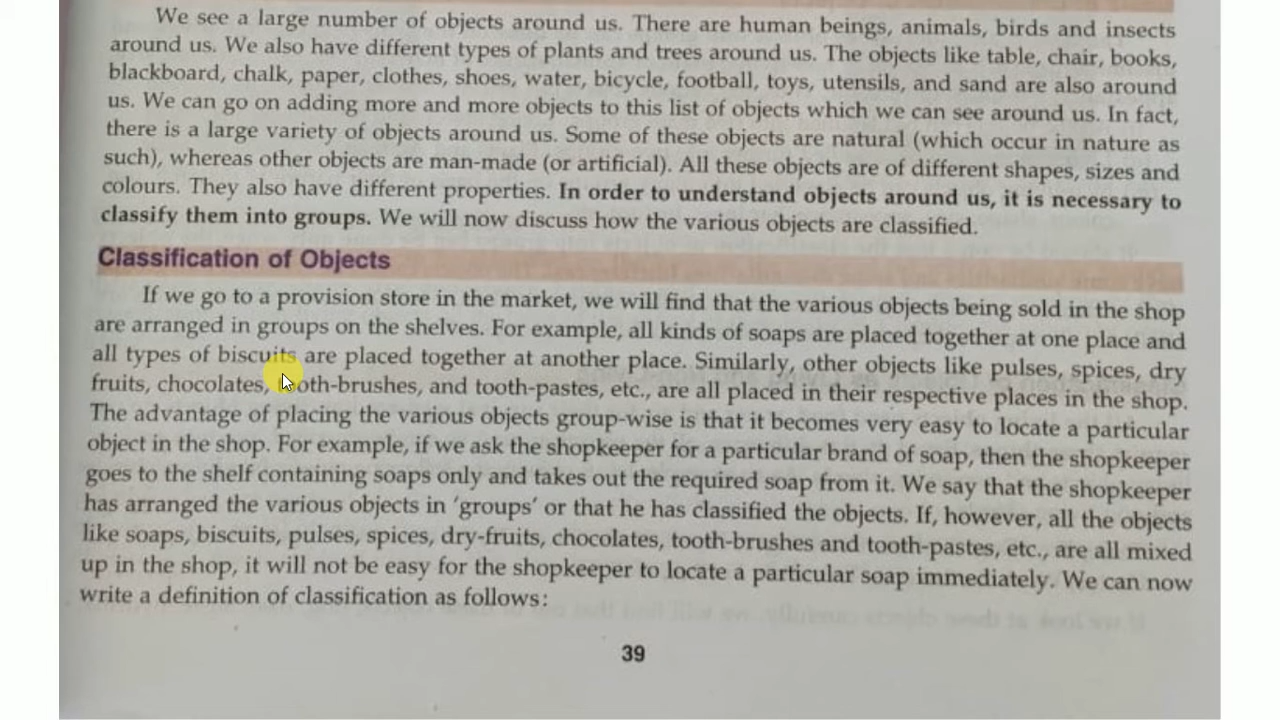 We see a large number of objects around us. There are human beings, animals, birds and insects
around us. We also have different types of plants and trees around us. The objects like table, chair, books,
blackboard, chalk, paper, clothes, shoes, water, bicycle, football, toys, utensils, and sand are also around
us. We can go on adding more and more objects to this list of objects which we can see around us. In fact,
there is a large variety of objects around us. Some of these objects are natural (which occur in nature as
such), whereas other objects are man-made (or artificial). All these objects are of different shapes, sizes and
colours. They also have different properties. In order to understand objects around us, it is necessary to
classify them into groups. We will now discuss how the various objects are classified.
Classification of Objects
If we go to a provision store in the market, we will find that the various objects being sold in the shop
are arranged in groups on the shelves. For example, all kinds of soaps are placed together at one place and
all types of biscuits are placed together at another place. Similarly, other objects like pulses, spices, dry
fruits, chocolates, tooth-brushes, and tooth-pastes, etc., are all placed in their respective places in the shop.
The advantage of placing the various objects group-wise is that it becomes very easy to locate a particular
object in the shop. For example, if we ask the shopkeeper for a particular brand of soap, then the shopkeeper
goes to the shelf containing soaps only and takes out the required soap from it. We say that the shopkeeper
has arranged the various objects in ‘groups’ or that he has classified the objects. If, however, all the objects
like soaps, biscuits, pulses, spices, dry-fruits, chocolates, tooth-brushes and tooth-pastes, etc., are all mixed
up in the shop, it will not be easy for the shopkeeper to locate a particular soap immediately. We can now
write a definition of classification as follows:
39